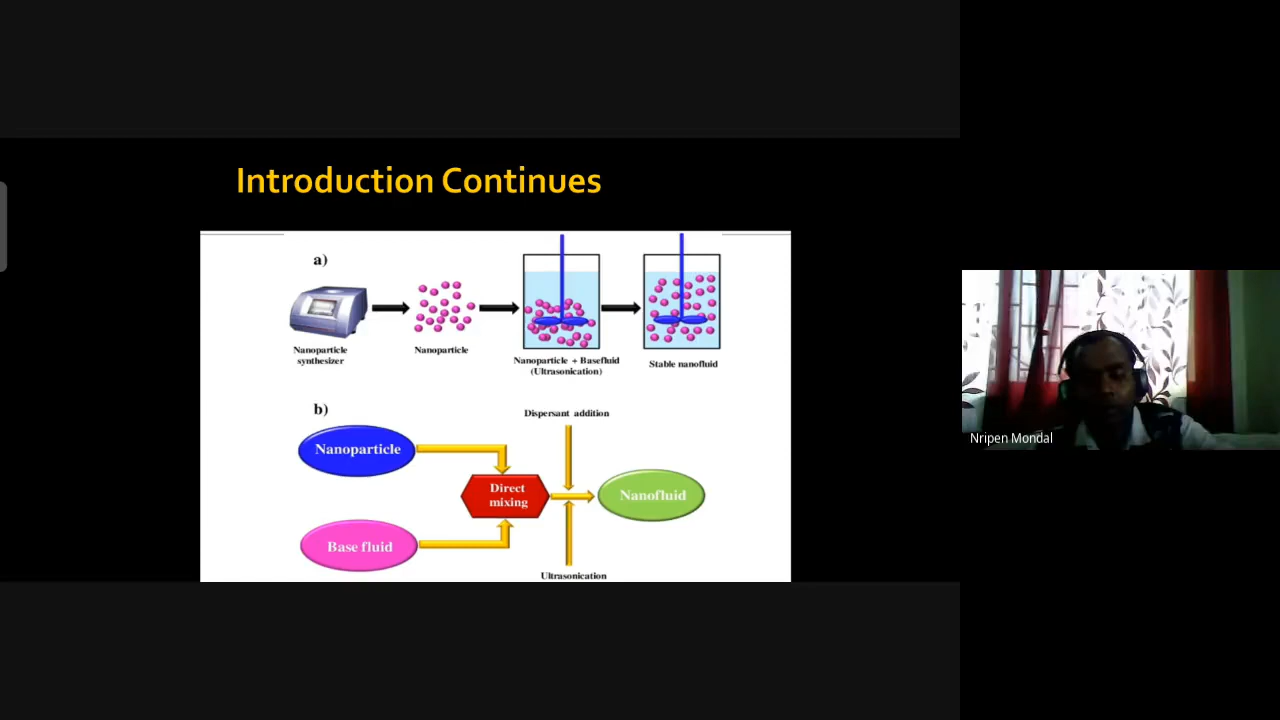 Introduction Continues
a)
Nanoparticle
synthesizer
Nanoparticle
Nanoparticle + Basefluid
(Ultrasonication)
Stable nanofluid
b)
Dispersant addition
Nanoparticle
Direct
mixing
Nanofluid
Base fluid
Ultrasonication
Nripen Mondal